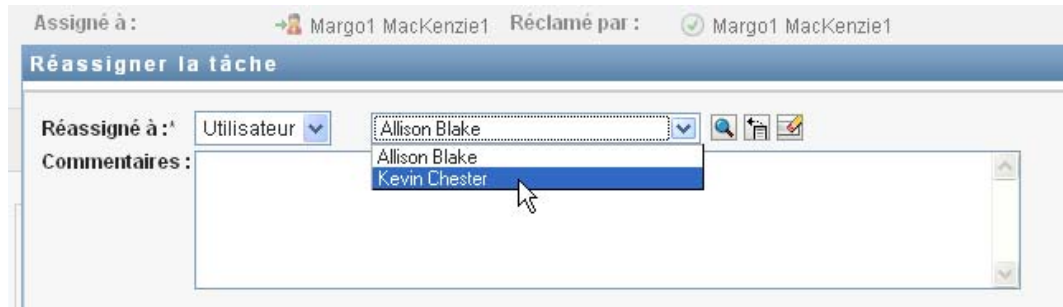 Assigné à : Margo1 MacKenzie1 Réclamé par : Margo1 MacKenzie1
Réassigner la tâche
Réassigné à :* Utilisateur Allison Blake
Allison Blake
Commentaires :
Kevin Chester